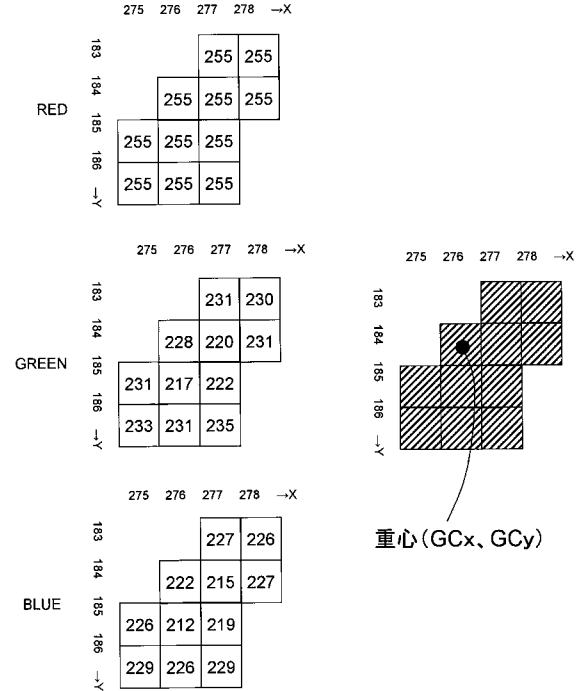 275 276 277 278 →X
183 255 255
184 255 255 255
RED
185 255 255 255
186 255 255 255
→Y
275 276 277 278 →X
183 231 230
184 228 220 231
GREEN
185 231 217 222
186 233 231 235
→Y
275 276 277 278 →X
183
184
185
186
→Y
重心(GCx、GCy)
275 276 277 278 →X
183 227 226
184 222 215 227
BLUE
185 226 212 219
186 229 226 229
→Y